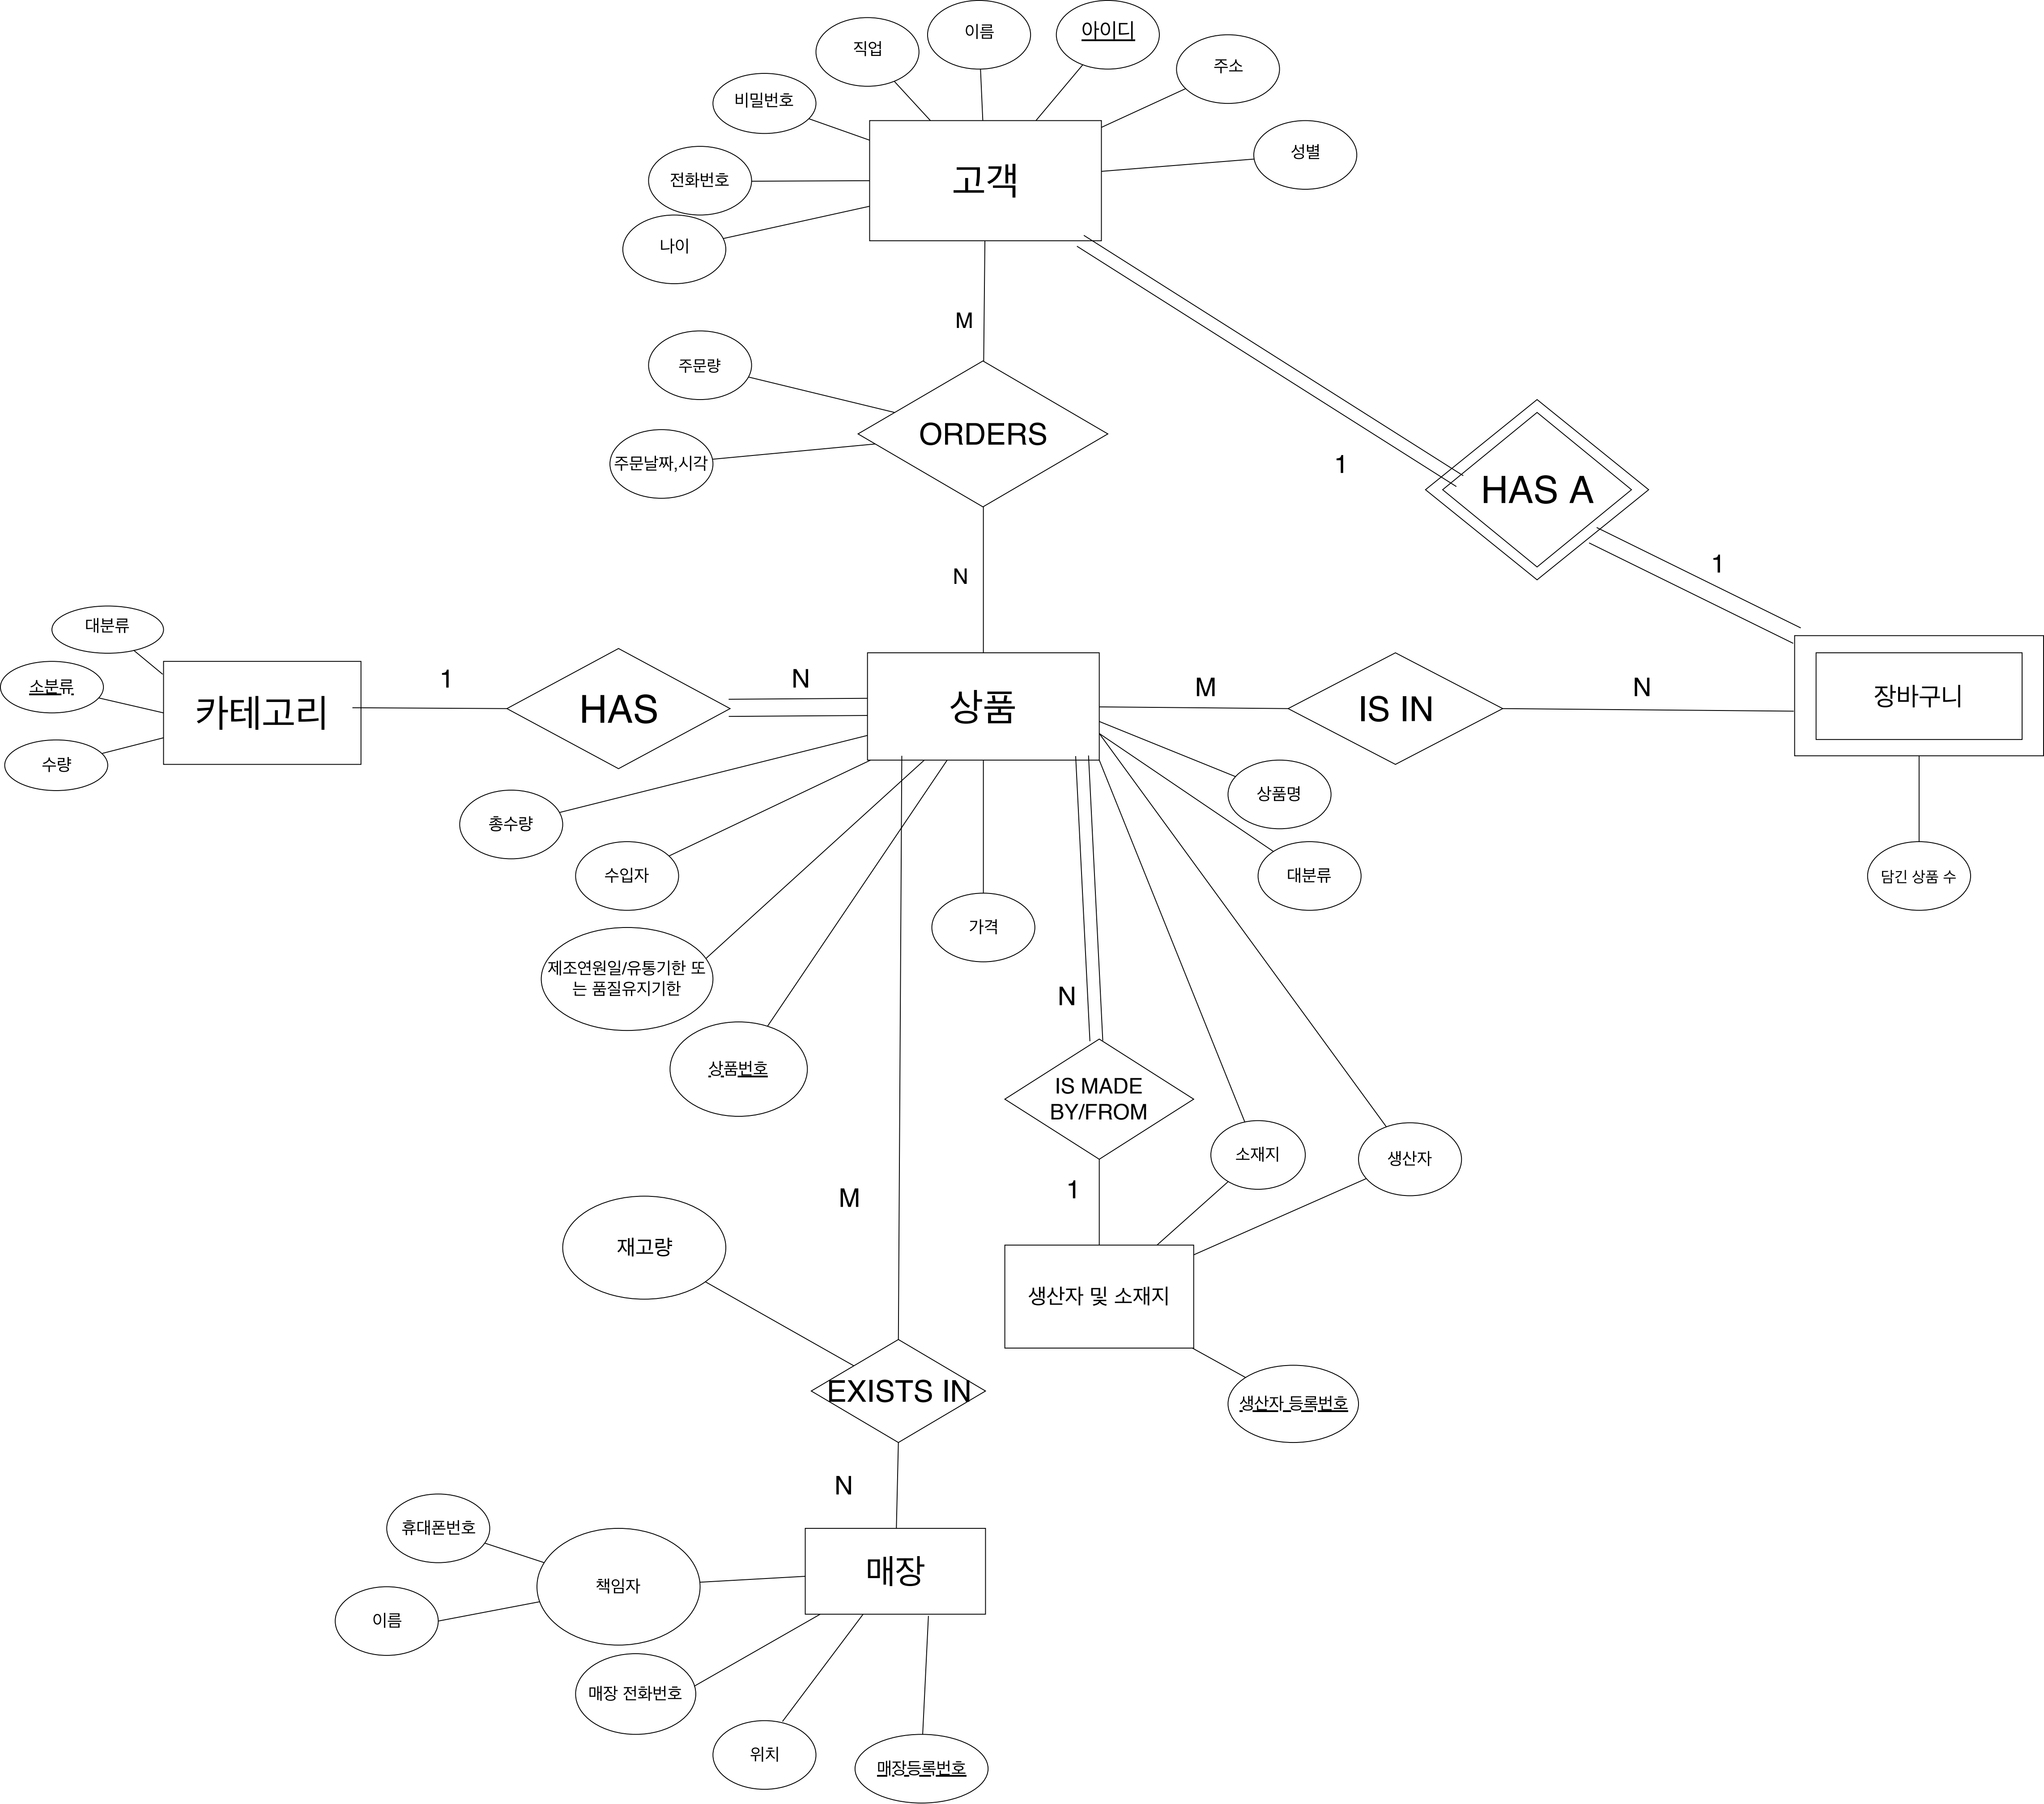 이름
아이디
직업
주소
비밀번호
성별
전화번호
고객
나이
M
주문량
ORDERS
1
주문날짜,시각
HAS A
1
N
대분류
1
N
M
N
소분류
카테고리
HAS
상품
IS IN
장바구니
수량
상품명
총수량
수입자
대분류
담긴 상품 수
가격
제조연원일/유통기한 또
는 품질유지기한
N
상품번호
IS MADE
BY/FROM
소재지
생산자
1
M
재고량
생산자 및 소재지
EXISTS IN
생산자 등록번호
N
휴대폰번호
매장
책임자
이름
매장 전화번호
위치
매장등록번호